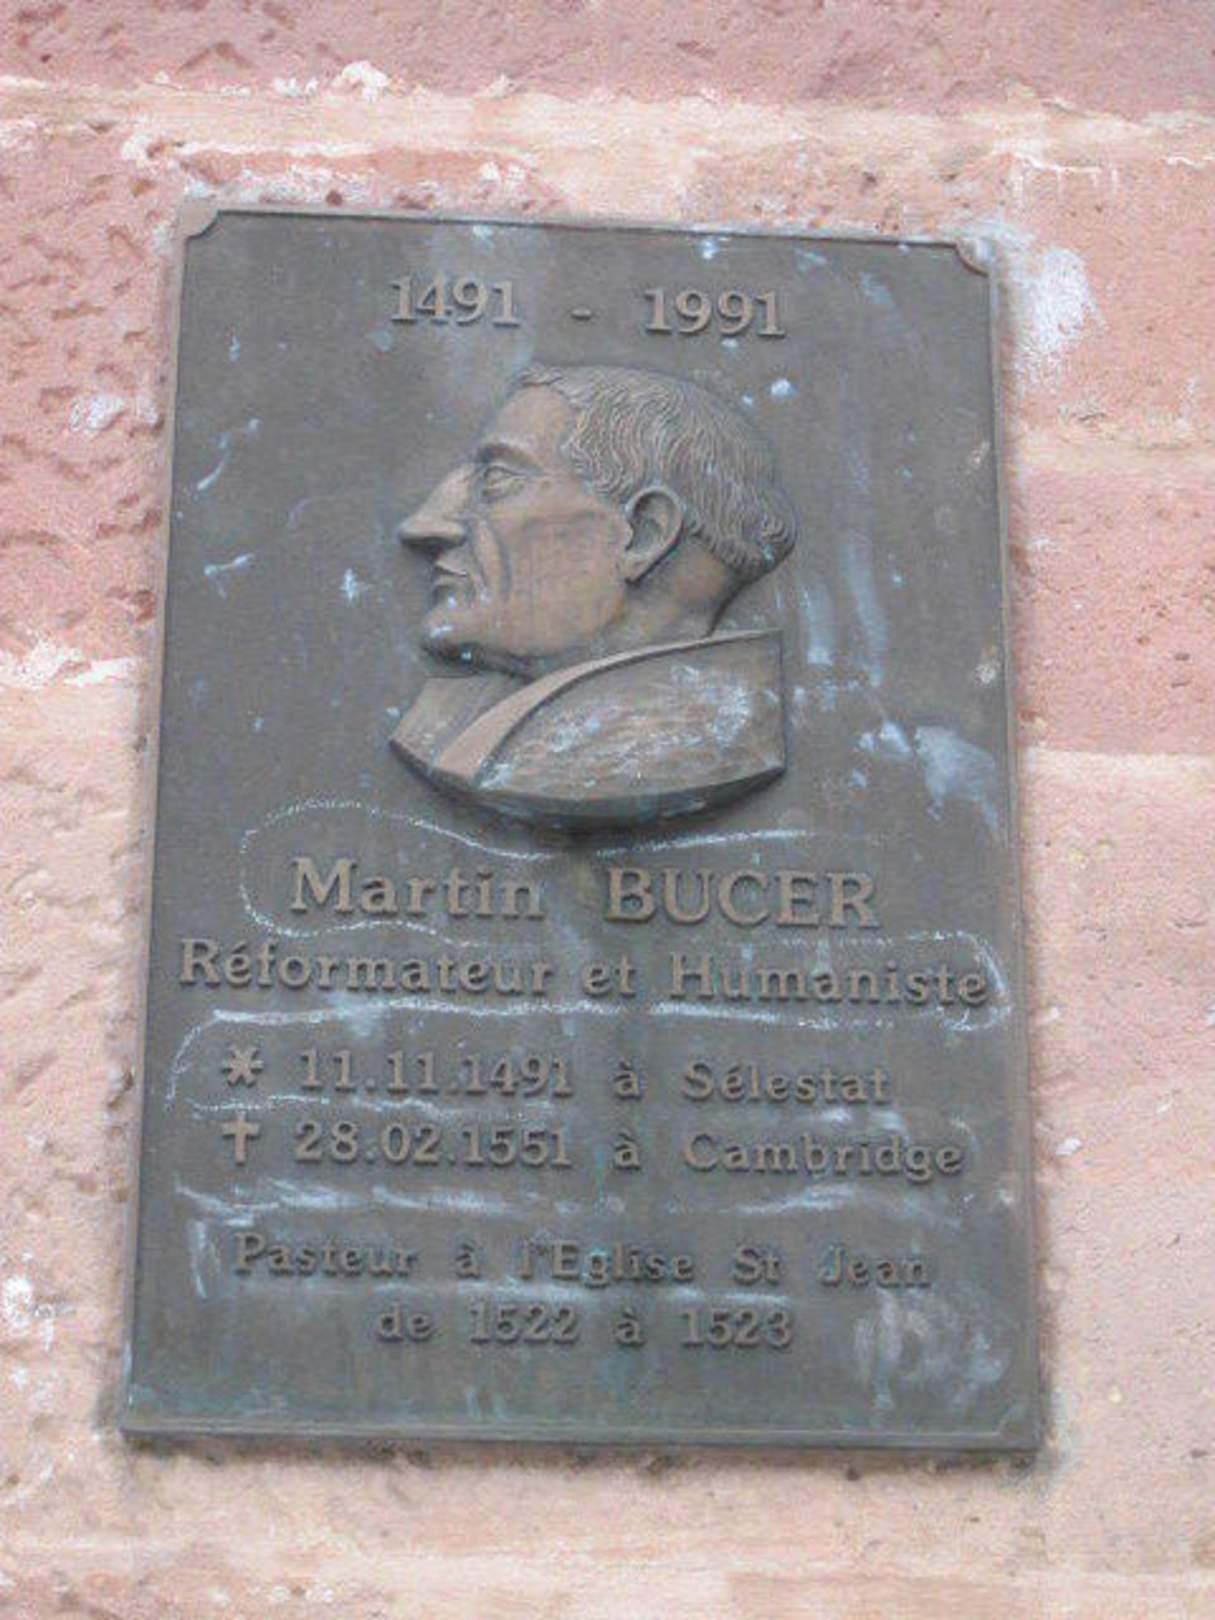 1491 - 1991
Martin BUCER
Réformateur et Humaniste
* 11.11.1491 à Sélestat
† 28.02.1551 à Cambridge
Pasteur à l'Eglise St Jean
de 1522 à 1523